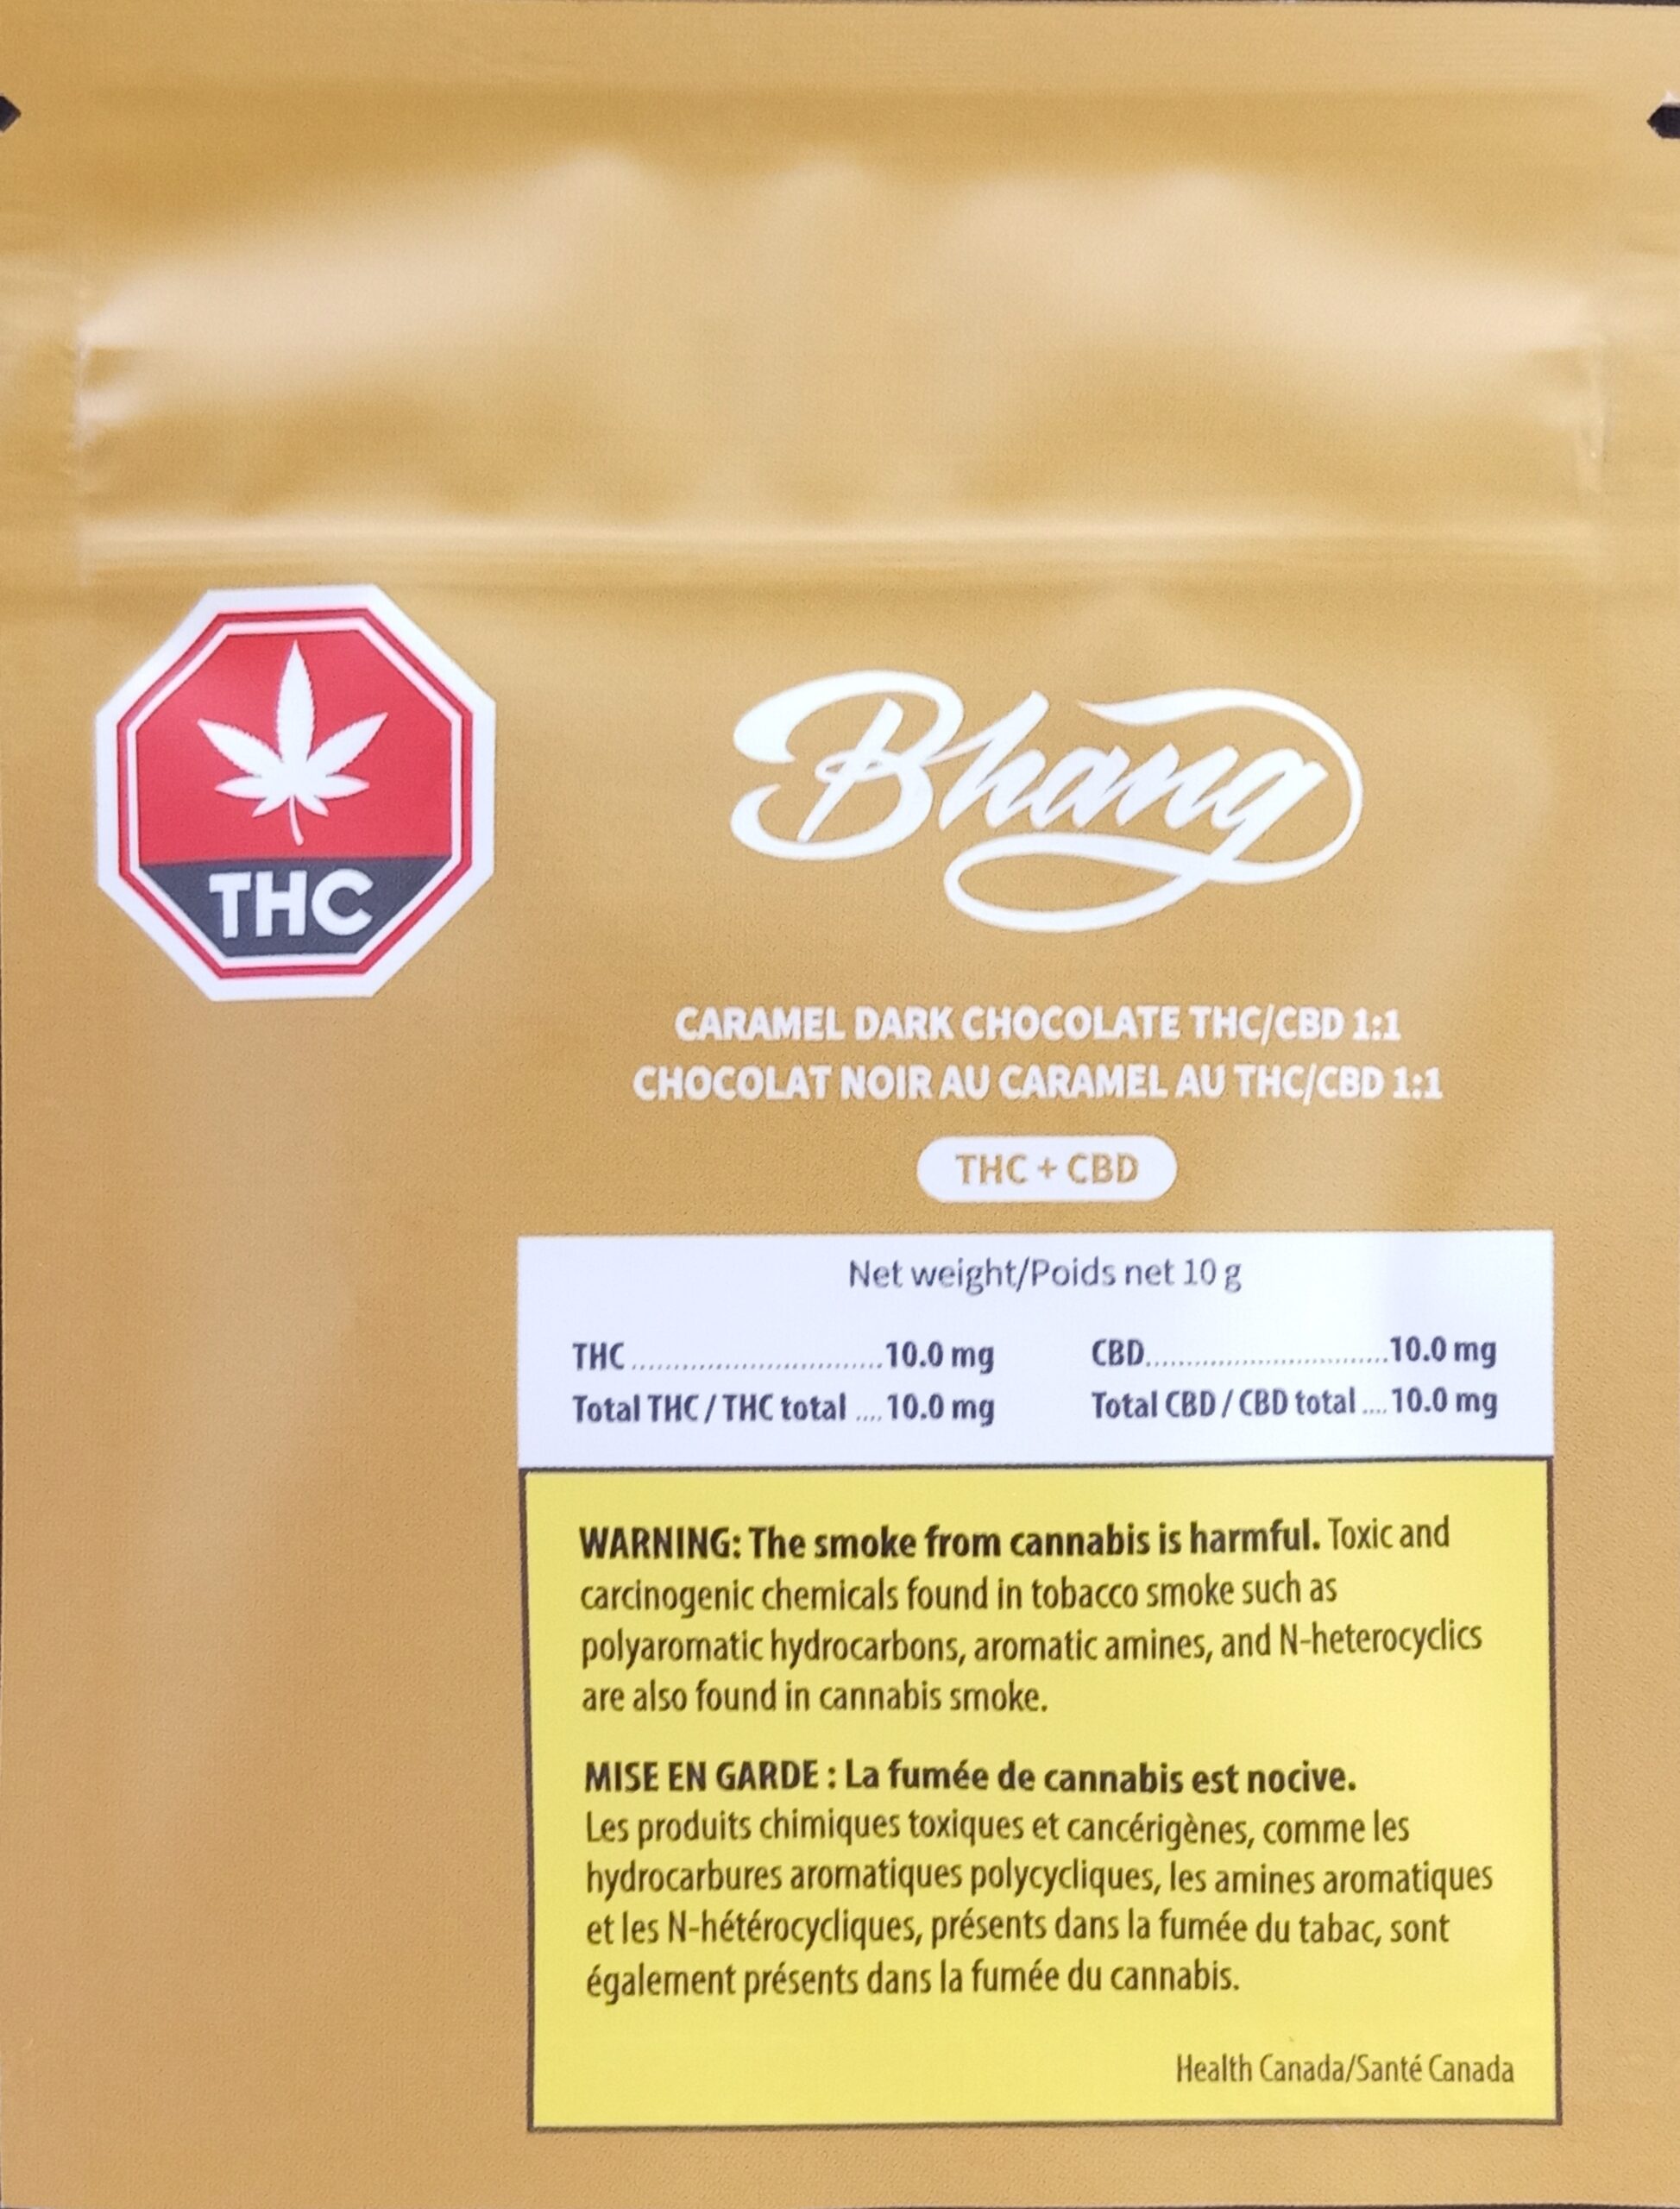 THC
Bhang
CARAMEL DARK CHOCOLATE THC/CBD 1:1
CHOCOLAT NOIR AU CARAMEL AU THC/CBD 1:1
THC + CBD
Net weight/Poids net 10 g
THC..............................10.0 mg
CBD..............................10.0 mg
Total THC / THC total ....10.0 mg
Total CBD / CBD total ....10.0 mg
WARNING: The smoke from cannabis is harmful. Toxic and
carcinogenic chemicals found in tobacco smoke such as
polyaromatic hydrocarbons, aromatic amines, and N-heterocyclics
are also found in cannabis smoke.
MISE EN GARDE : La fumée de cannabis est nocive.
Les produits chimiques toxiques et cancérigènes, comme les
hydrocarbures aromatiques polycycliques, les amines aromatiques
et les N-hétérocycliques, présents dans la fumée du tabac, sont
également présents dans la fumée du cannabis.
Health Canada/Santé Canada